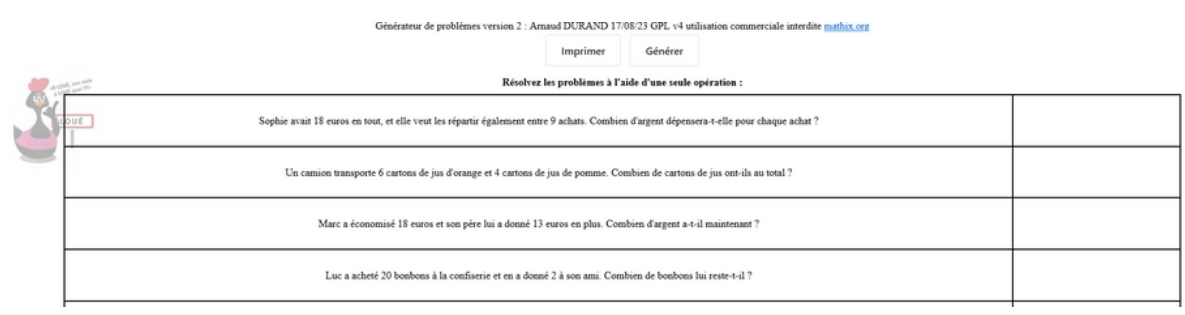 Générateur de problèmes version 2 : Arnaud DURAND 17/08/23 GPL v4 utilisation commerciale interdite mathix.org
Imprimer Générer
Résolvez les problèmes à l'aide d'une seule opération :
LOUÉ
Sophie avait 18 euros en tout, et elle veut les répartir également entre 9 achats. Combien d'argent dépensera-t-elle pour chaque achat ?
Un camion transporte 6 cartons de jus d'orange et 4 cartons de jus de pomme. Combien de cartons de jus ont-ils au total ?
Marc a économisé 18 euros et son père lui a donné 13 euros en plus. Combien d'argent a-t-il maintenant ?
Luc a acheté 20 bonbons à la confiserie et en a donné 2 à son ami. Combien de bonbons lui reste-t-il ?